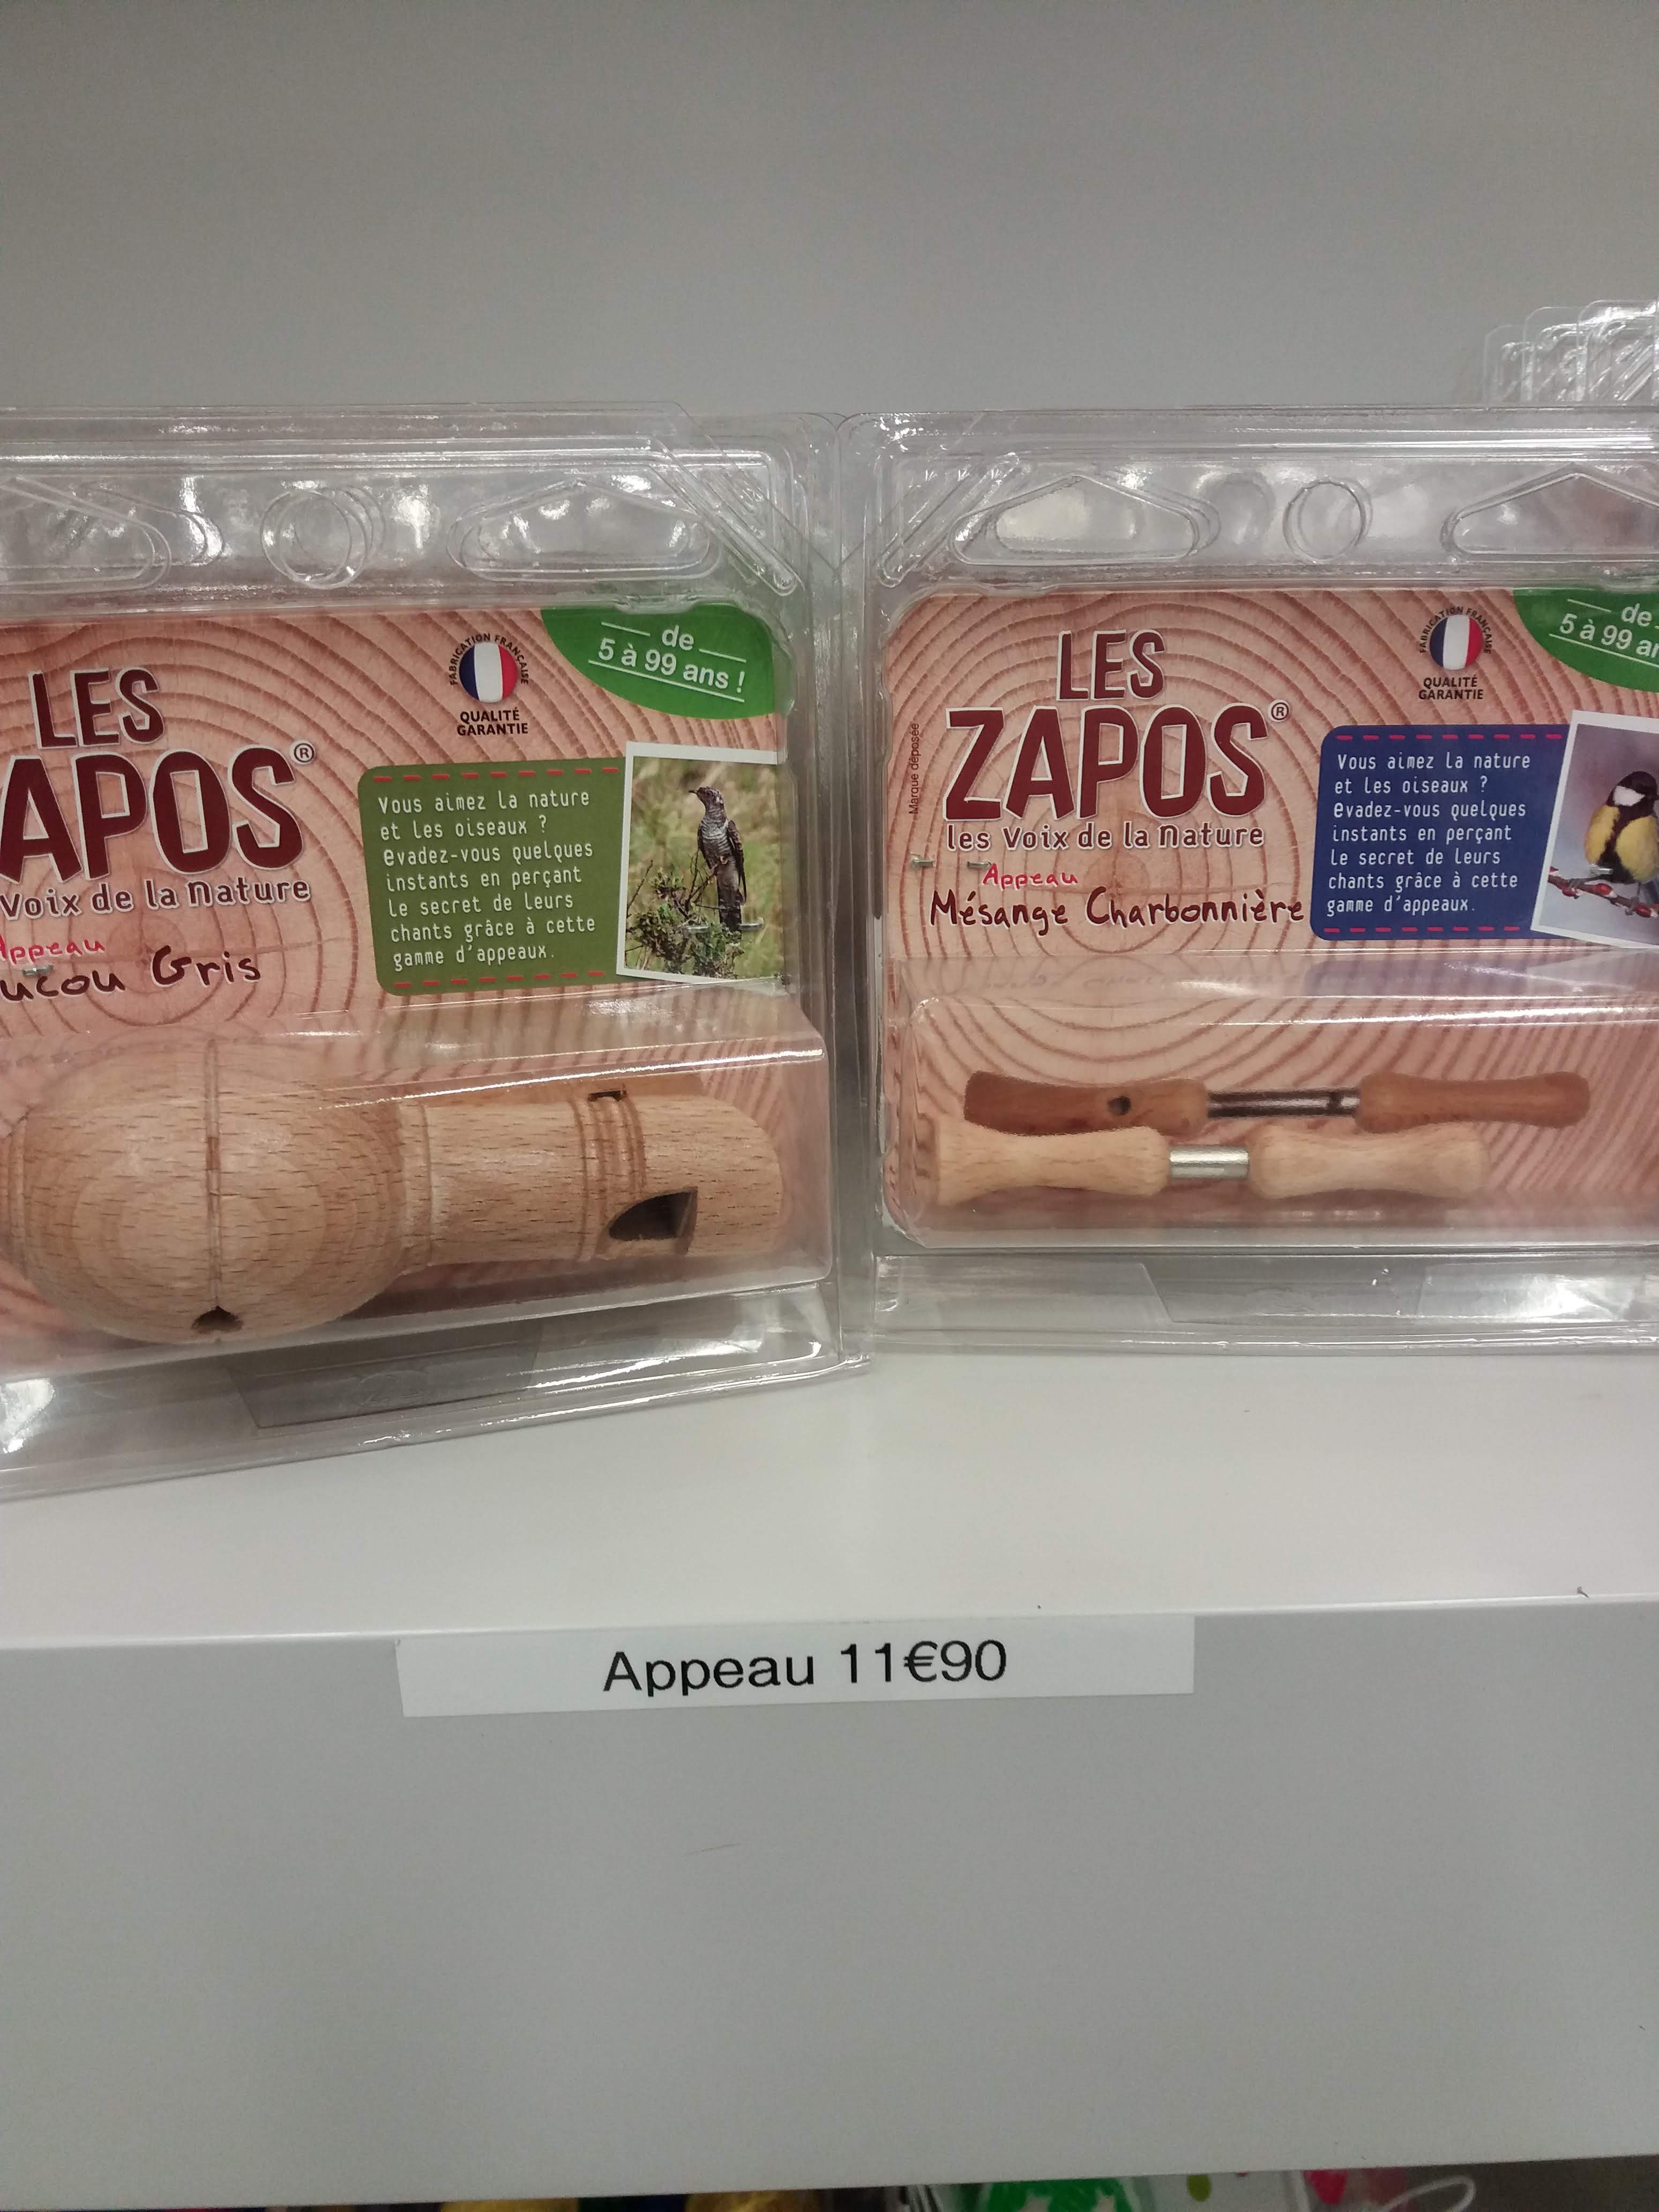 LES
APOS®
Voix de la Nature
Appeau
ucou Gris
FABRICATION FRANÇAISE
QUALITÉ
GARANTIE
de
5 à 99 ans !
Vous aimez la nature
et les oiseaux ?
evadez-vous quelques
instants en perçant
le secret de leurs
chants grâce à cette
gamme d'appeaux.
Marque déposée
LES
ZAPOS®
les Voix de la Nature
Appeau
Mésange Charbonnière
FABRICATION FRANÇAISE
QUALITÉ
GARANTIE
de
5 à 99 an
Vous aimez la nature
et les oiseaux ?
evadez-vous quelques
instants en perçant
le secret de leurs
chants grâce à cette
gamme d'appeaux.
Appeau 11€90